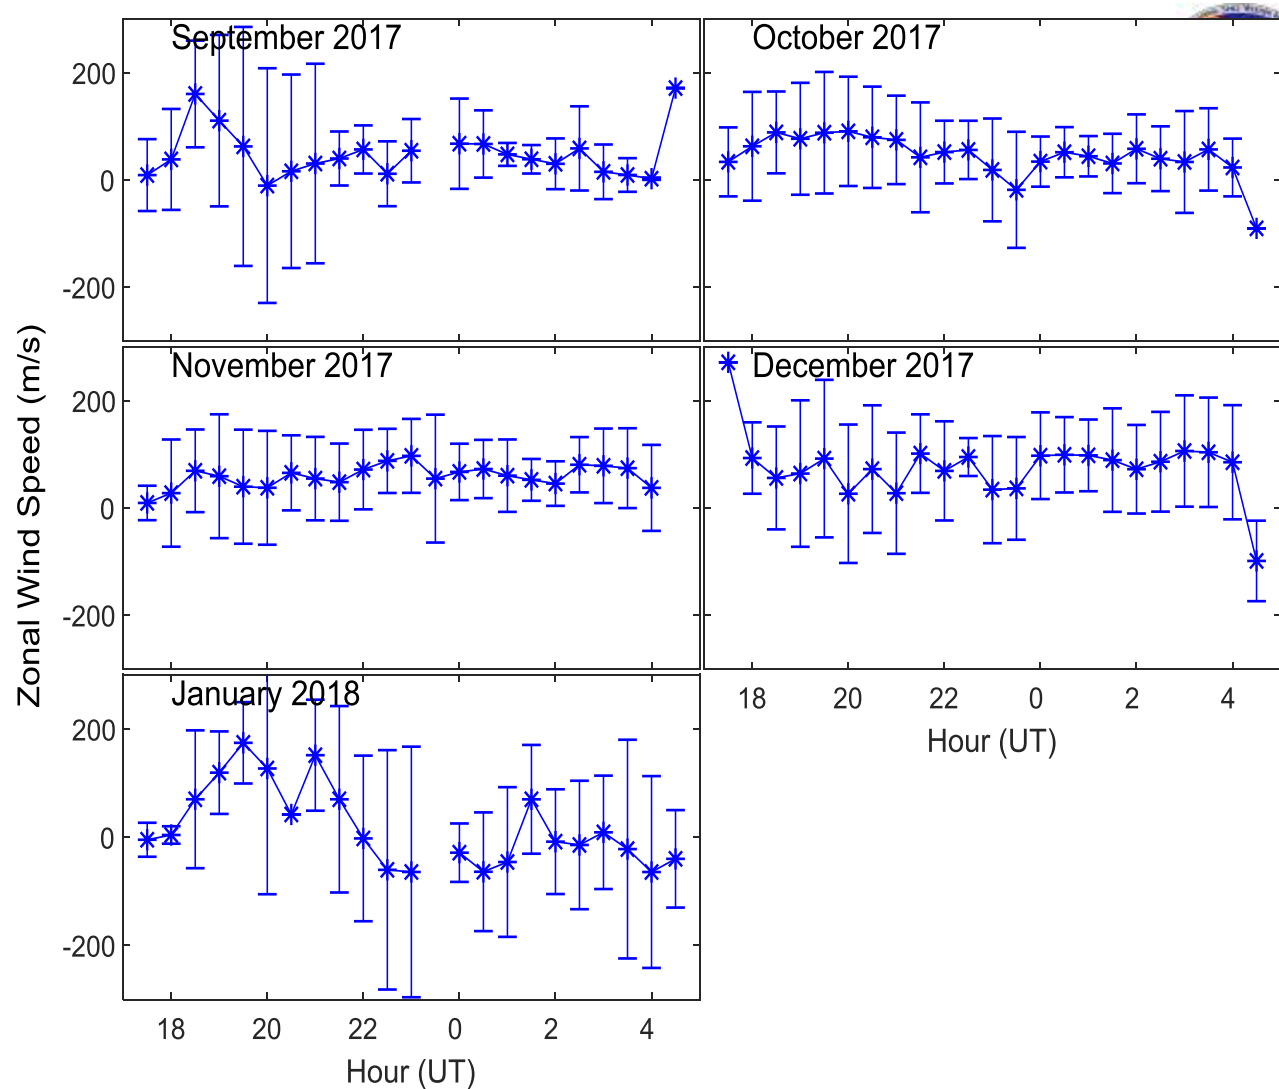 September 2017
October 2017
200
0
-200
November 2017
December 2017
200
0
-200
Zonal Wind Speed (m/s)
18 20 22 0 2 4
Hour (UT)
January 2018
200
0
-200
18 20 22 0 2 4
Hour (UT)